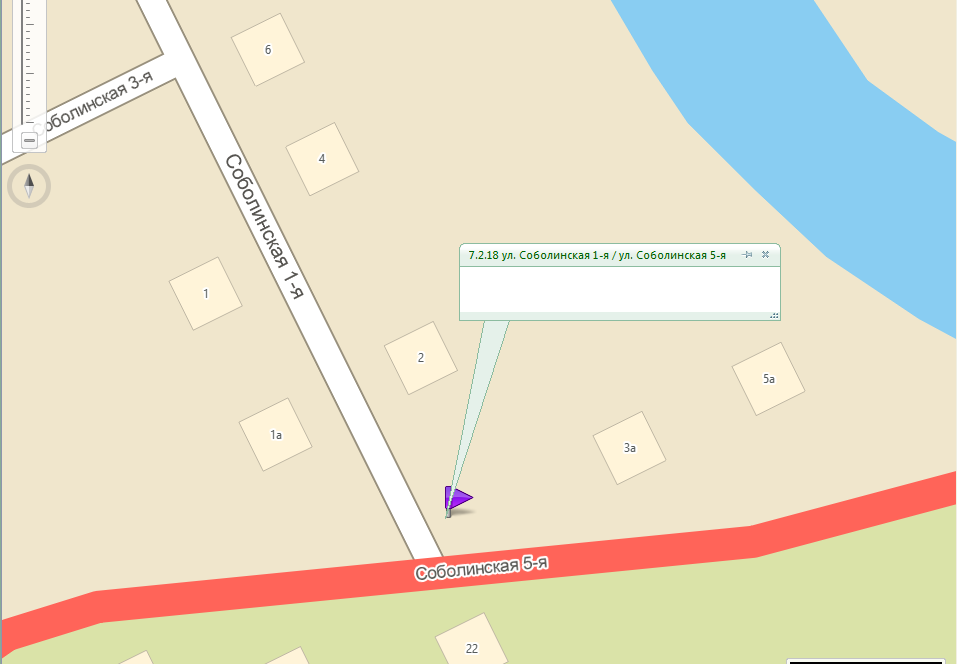 6
Соболинская 3-я
4
Соболинская 1-я
7.2.18 ул. Соболинская 1-я / ул. Соболинская 5-я
1
2
5а
1а
3а
Соболинская 5-я
22